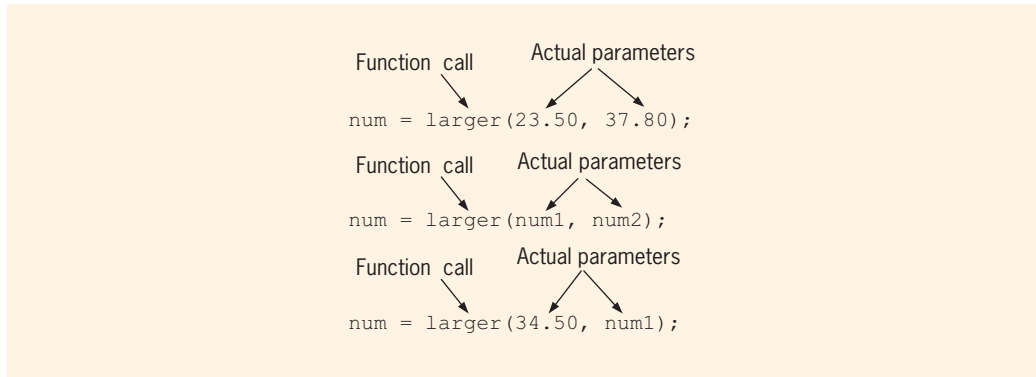 Function call Actual parameters
num = larger(23.50, 37.80);
Function call Actual parameters
num = larger(num1, num2);
Function call Actual parameters
num = larger(34.50, num1);